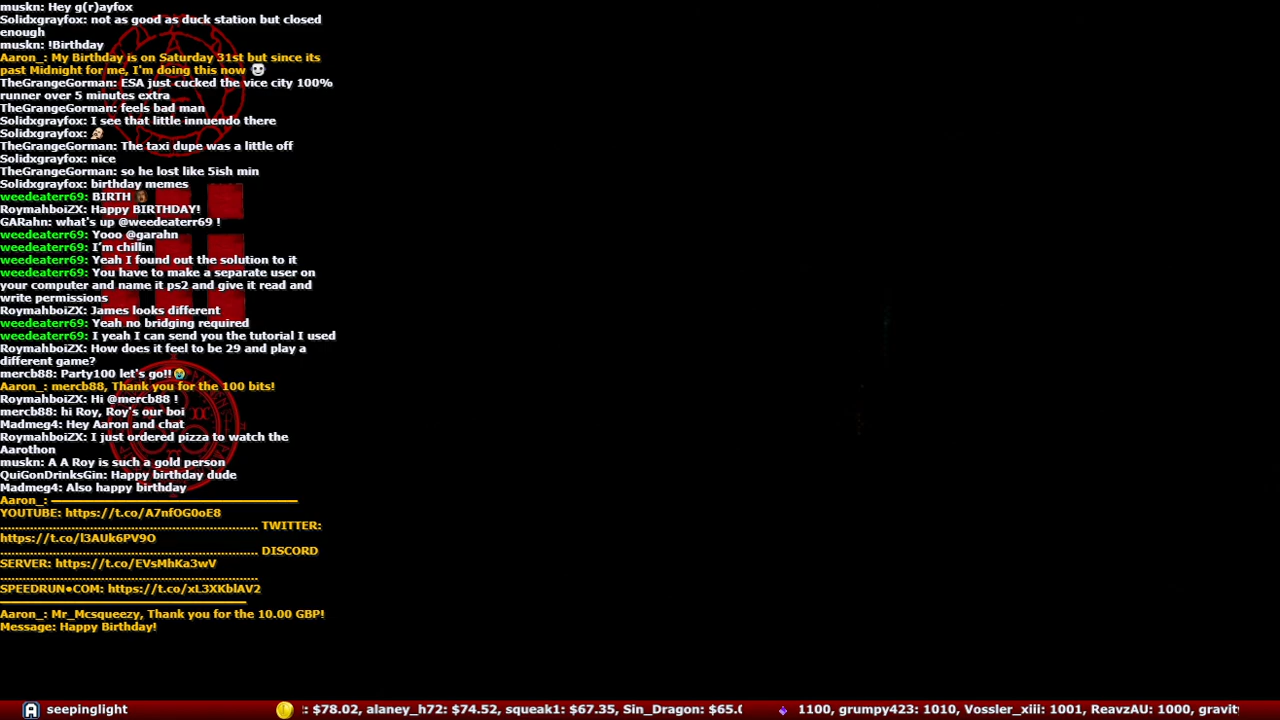 muskn: Hey g(r)ayfox
Solidxgrayfox: not as good as duck station but closed
enough
muskn: !Birthday
Aaron_: My Birthday is on Saturday 31st but since its
past Midnight for me, I'm doing this now
TheGrangeGorman: ESA just cucked the vice city 100%
runner over 5 minutes extra
TheGrangeGorman: feels bad man
Solidxgrayfox: I see that little innuendo there
Solidxgrayfox:
TheGrangeGorman: The taxi dupe was a little off
Solidxgrayfox: nice
TheGrangeGorman: so he lost like 5ish min
Solidxgrayfox: birthday memes
weedeaterr69: BIRTH
RoymahboiZX: Happy BIRTHDAY!
GARahn: what's up @weedeaterr69 !
weedeaterr69: Yooo @garahn
weedeaterr69: I’m chillin
weedeaterr69: Yeah I found out the solution to it
weedeaterr69: You have to make a separate user on
your computer and name it ps2 and give it read and
write permissions
RoymahboiZX: James looks different
weedeaterr69: Yeah no bridging required
weedeaterr69: I yeah I can send you the tutorial I used
RoymahboiZX: How does it feel to be 29 and play a
different game?
mercb88: Party100 let's go!!😭
Aaron_: mercb88, Thank you for the 100 bits!
RoymahboiZX: Hi @mercb88 !
mercb88: hi Roy, Roy's our boi
Madmeg4: Hey Aaron and chat
RoymahboiZX: I just ordered pizza to watch the
Aarothon
muskn: A A Roy is such a gold person
QuiGonDrinksGin: Happy birthday dude
Madmeg4: Also happy birthday
Aaron_: ━━━━━━━━━━━━━━━━━━━━
YOUTUBE: https://t.co/A7nfOG0oE8
................................................................. TWITTER:
https://t.co/l3AUk6PV9O
................................................................. DISCORD
SERVER: https://t.co/EVsMhKa3wV
.................................................................
SPEEDRUN●COM: https://t.co/xL3XKblAV2
━━━━━━━━━━━━━━━━━━━━
Aaron_: Mr_Mcsqueezy, Thank you for the 10.00 GBP!
Message: Happy Birthday!
seepinglight : $78.02, alaney_h72: $74.52, squeak1: $67.35, Sin_Dragon: $65.0 1100, grumpy423: 1010, Vossler_xiii: 1001, ReavzAU: 1000, gravity